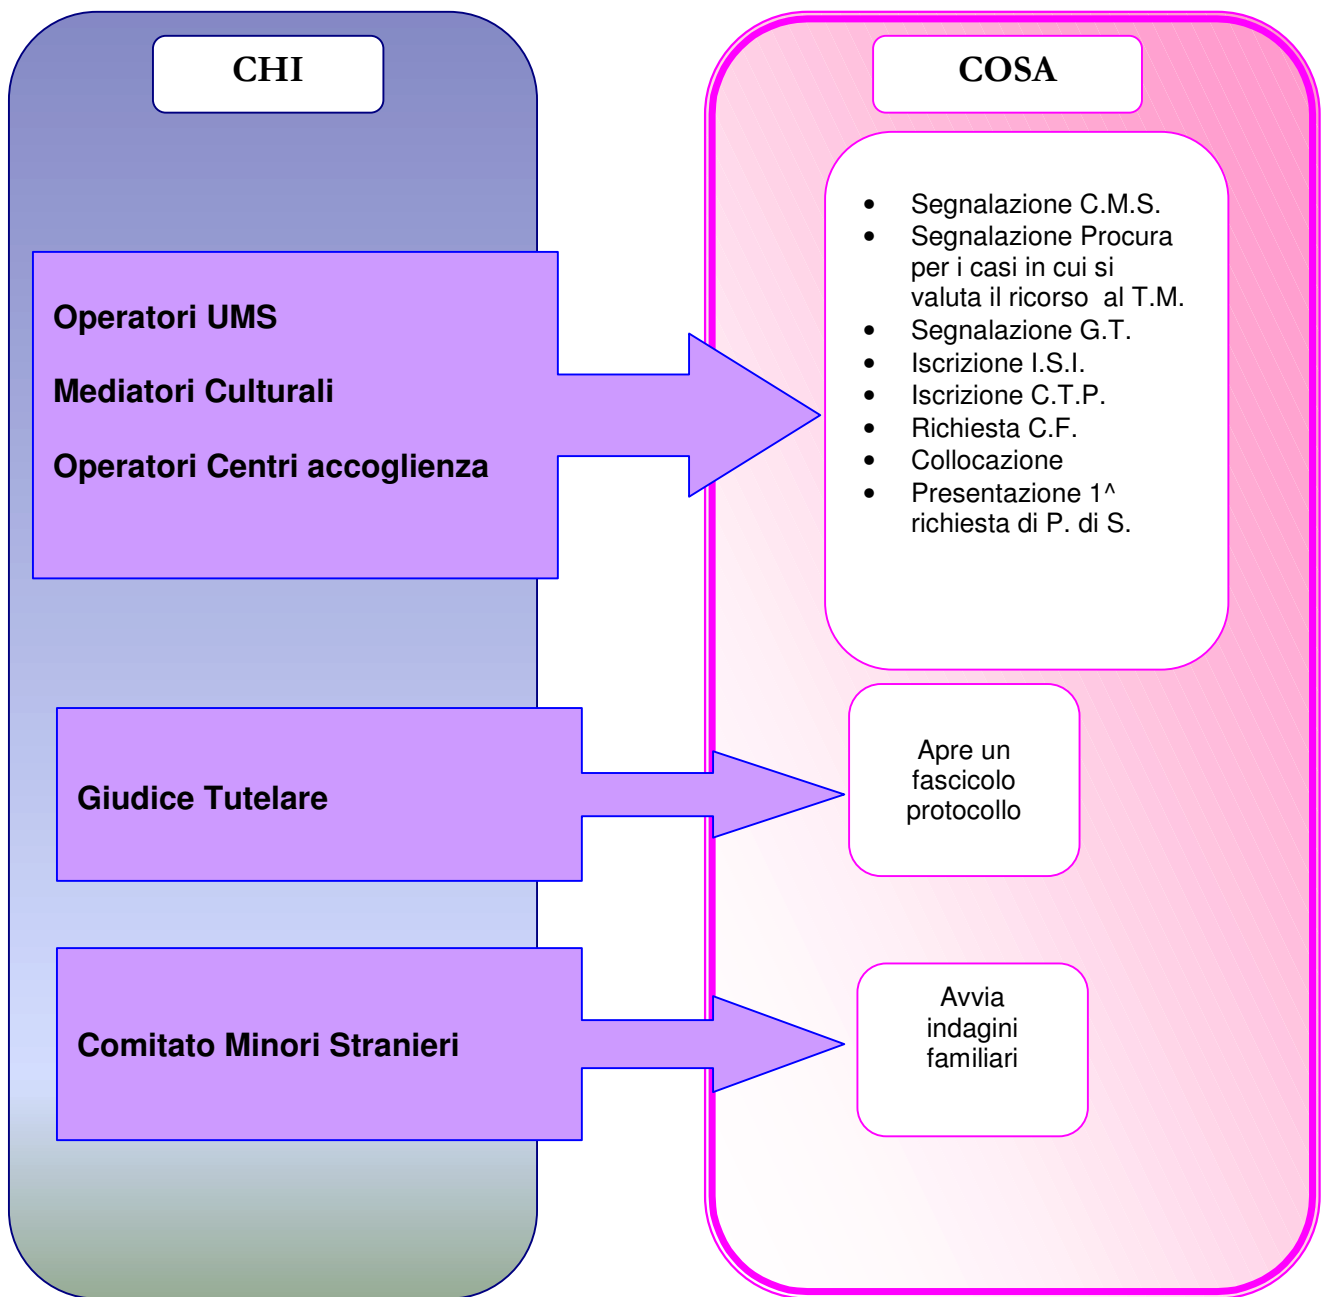 CHI
COSA
Operatori UMS
Mediatori Culturali
Operatori Centri accoglienza
• Segnalazione C.M.S.
• Segnalazione Procura
per i casi in cui si
valuta il ricorso al T.M.
• Segnalazione G.T.
• Iscrizione I.S.I.
• Iscrizione C.T.P.
• Richiesta C.F.
• Collocazione
• Presentazione 1^
richiesta di P. di S.
Giudice Tutelare
Apre un
fascicolo
protocollo
Comitato Minori Stranieri
Avvia
indagini
familiari